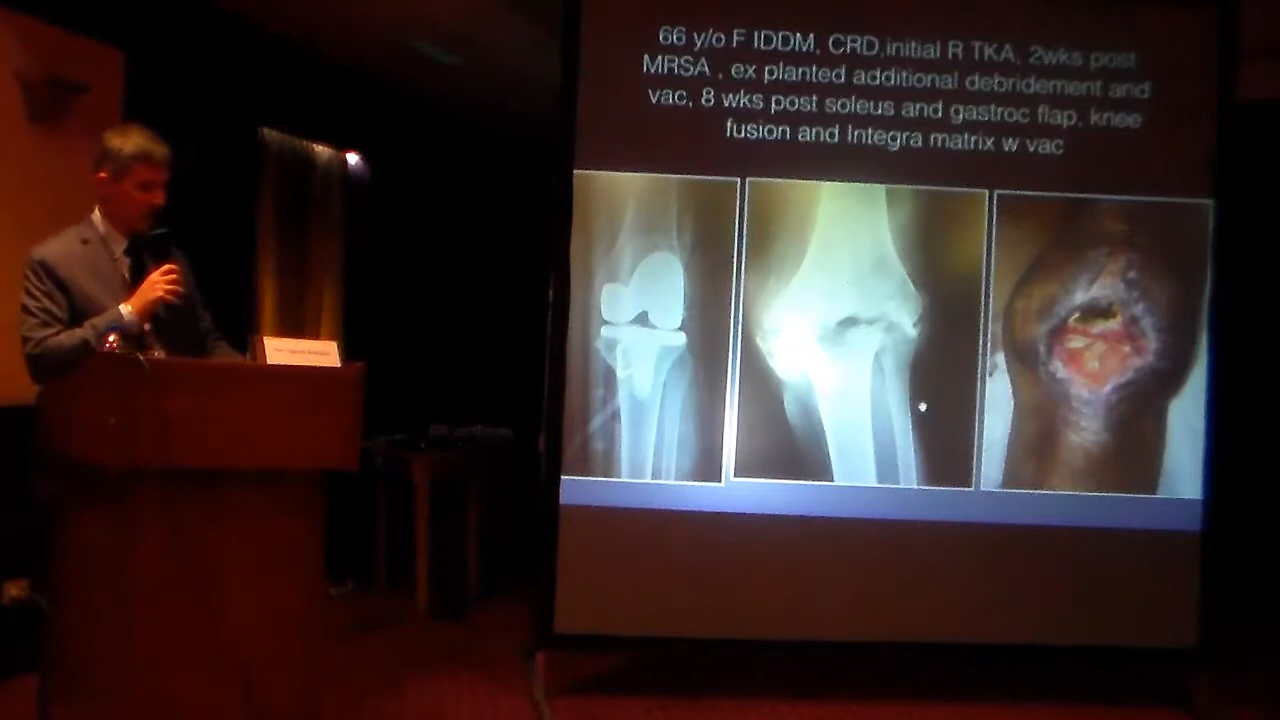 66 y/o F IDDM, CRD,initial R TKA, 2wks post
MRSA , ex planted additional debridement and
vac, 8 wks post soleus and gastroc flap, knee
fusion and Integra matrix w vac